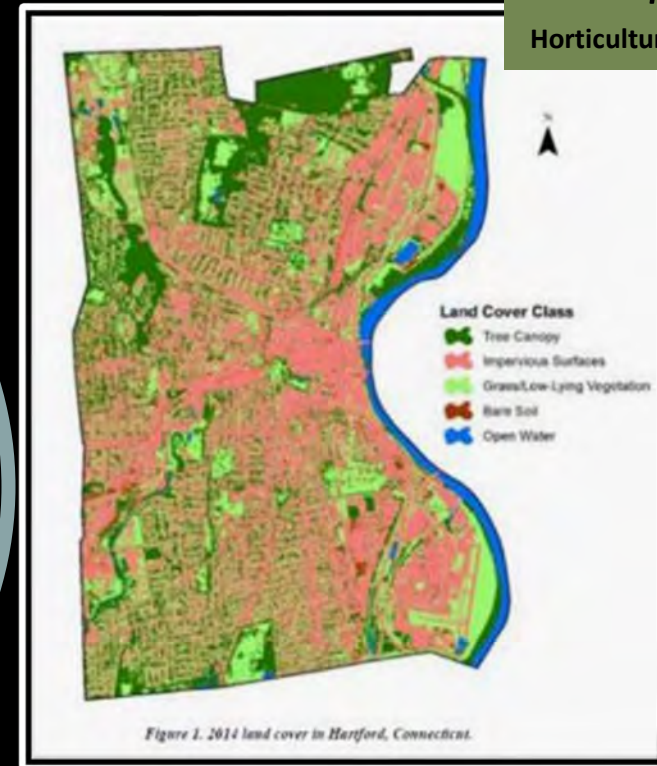 N
Land Cover Class
Tree Canopy
Impervious Surfaces
Grass/Low-Lying Vegetation
Bare Soil
Open Water
Figure 1. 2014 land cover in Hartford, Connecticut.